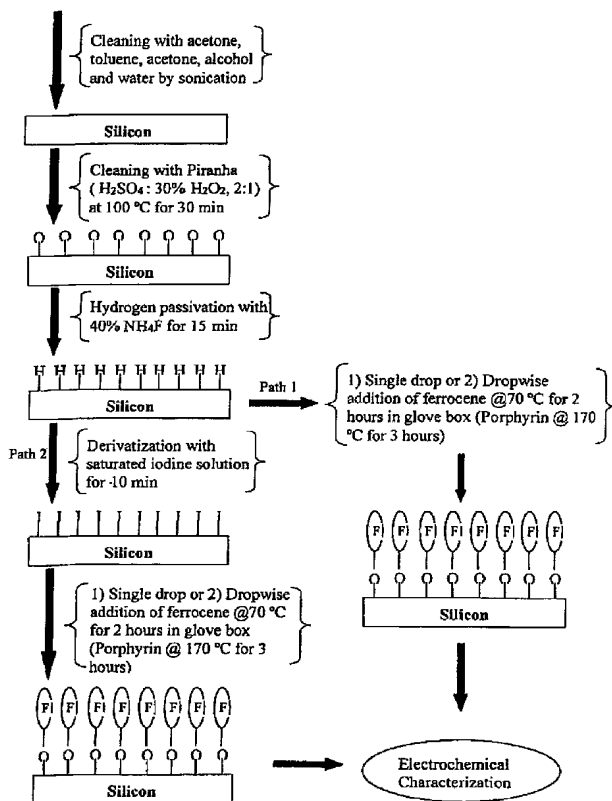 Cleaning with acetone,
toluene, acetone, alcohol
and water by sonication
Silicon
Cleaning with Piranha
( H₂SO₄ : 30% H₂O₂, 2:1)
at 100 °C for 30 min
O O O O O O O O
Silicon
Hydrogen passivation with
40% NH₄F for 15 min
H H H H H H H H H H
Silicon
Path 1
1) Single drop or 2) Dropwise
addition of ferrocene @70 °C for 2
hours in glove box (Porphyrin @ 170
°C for 3 hours)
Path 2
Derivatization with
saturated iodine solution
for -10 min
I I I I I I I I I
Silicon
F F F F F F F F
O O O O O O O O
Silicon
1) Single drop or 2) Dropwise
addition of ferrocene @70 °C
for 2 hours in glove box
(Porphyrin @ 170 °C for 3
hours)
F F F F F F F F
O O O O O O O O
Silicon
Electrochemical
Characterization